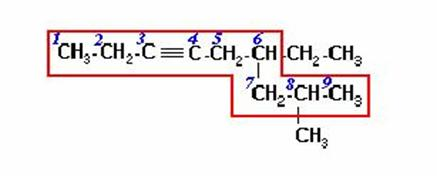 1 2 3 4 5 6
CH₃-CH₂-C≡C-CH₂-CH-CH₂-CH₃
7 8 9
CH₂-CH-CH₃
CH₃